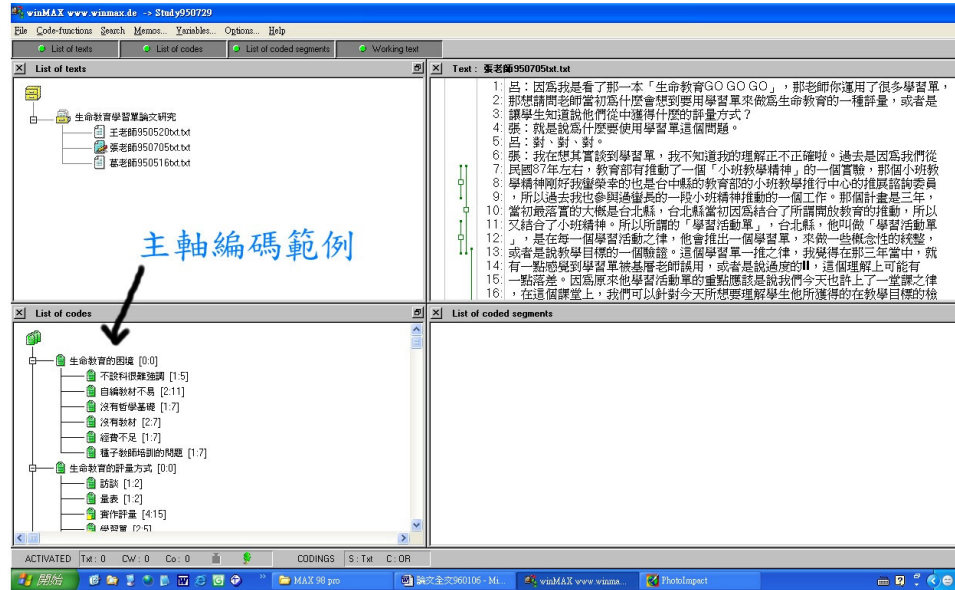 winMAX www.winmax.de -> Study950729
File Code-functions Search Memos... Variables... Options... Help
List of texts List of codes List of coded segments Working text
List of texts
生命教育學習單論文研究
王老師950520txt.txt
張老師950705txt.txt
葛老師950516txt.txt
主軸編碼範例
Text : 張老師950705txt.txt
1: 呂：因為我是看了那一本「生命教育GO GO GO」，那老師你運用了很多學習單，
2: 那想請問老師當初為什麼會想到要用學習單來做為生命教育的一種評量，或者是
3: 讓學生知道說他們從中獲得什麼的評量方式？
4: 張：就是說為什麼要使用學習單這個問題。
5: 呂：對、對、對。
6: 張：我在想其實談到學習單，我不知道我的理解正不正確啦。過去是因為我們從
7: 民國87年左右，教育部有推動了一個「小班教學精神」的一個實驗，那個小班教
8: 學精神剛好我蠻榮幸的也是台中縣的教育部的小班教學推行中心的推展諮詢委員
9: ，所以過去我也參與過蠻長的一段小班精神推動的一個工作。那個計畫是三年，
10: 當初最落實的大概是台北縣，台北縣當初因為結合了所謂開放教育的推動，所以
11: 又結合了小班精神。所以所謂的「學習活動單」，台北縣，他叫做「學習活動單
12: 」，是在每一個學習活動之律，他會推出一個學習單，來做一些概念性的統整，
13: 或者是說教學目標的一個驗證。這個學習單一推之律，我覺得在那三年當中，就
14: 有一點感覺到學習單被基層老師誤用，或者是說過度的II，這個理解上可能有
15: 一點落差。因為原來他學習活動單的重點應該是說我們今天也許上了一堂課之律
16: ，在這個課堂上，我們可以針對今天所想要理解學生他所獲得的在教學目標的檢
List of codes
生命教育的困境 [0:0]
不設科很難強調 [1:5]
自編教材不易 [2:11]
沒有哲學基礎 [1:7]
沒有教材 [2:7]
經費不足 [1:7]
種子教師培訓的問題 [1:7]
生命教育的評量方式 [0:0]
訪談 [1:2]
量表 [1:2]
實作評量 [4:15]
學習單 [2:5]
List of coded segments
ACTIVATED Txt: 0 CW: 0 Co: 0 CODINGS S: Txt C: OR
開始 MAX 98 pro 論文全文960106 - Mi... winMAX www.winma... PhotoImpact